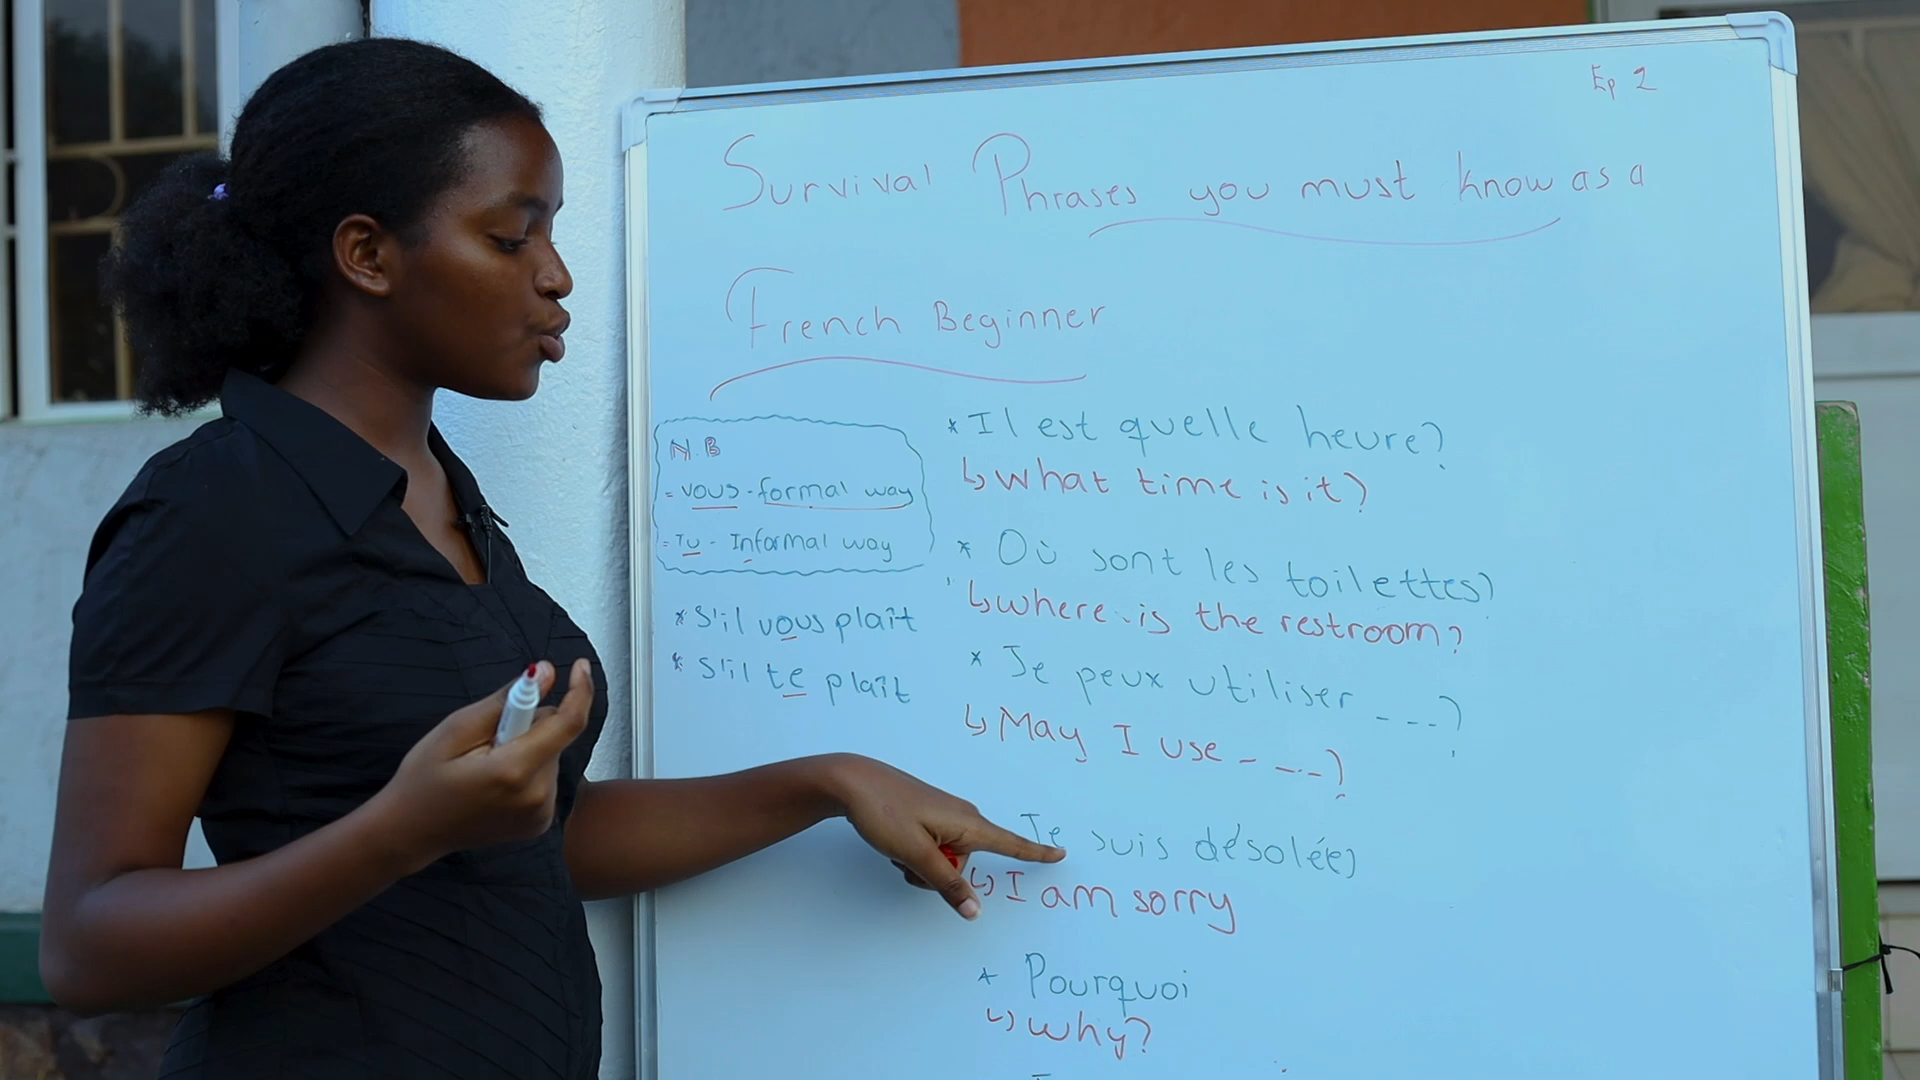 Ep 2
Survival Phrases you must know as a
French Beginner
N.B
= vous - formal way
= Tu - Informal way
* S'il vous plaît
* S'il te plaît
* Il est quelle heure?
↳ What time is it?
* Où sont les toilettes?
↳ where is the restroom?
* Je peux utiliser ---?
↳ May I use ----?
Je suis désolé(e)
↳ I am sorry
* Pourquoi
↳ why?